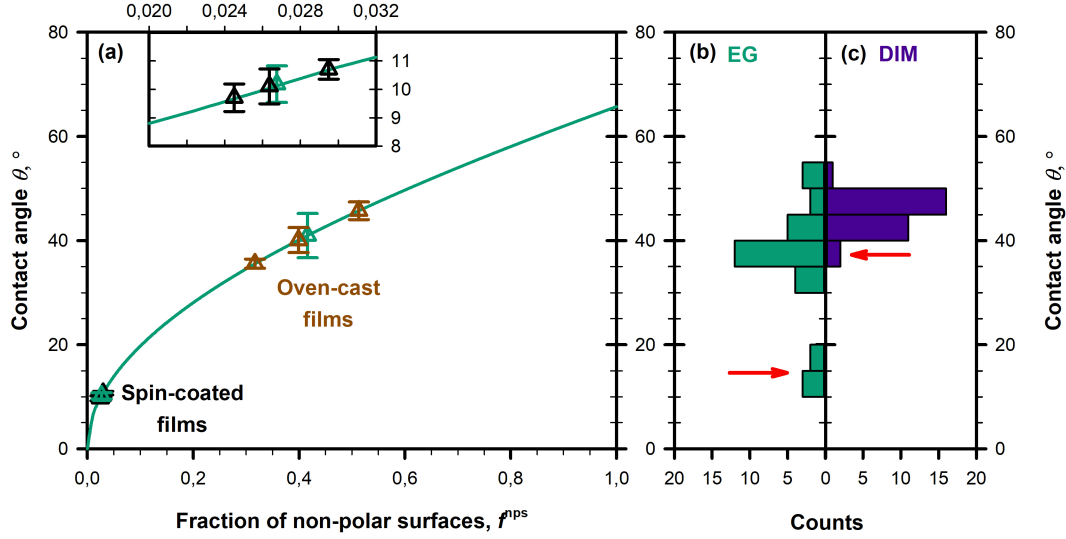 0,020 0,024 0,028 0,032
80 (a) 11 10 9 8
60
40
20
0
Contact angle θ, °
Oven-cast
films
Spin-coated
films
0,0 0,2 0,4 0,6 0,8 1,0
Fraction of non-polar surfaces, fⁿᵖˢ
80 (b) EG (c) DIM 80
60 60
40 40
20 20
0 0
20 15 10 5 0 5 10 15 20
Counts
Contact angle θ, °